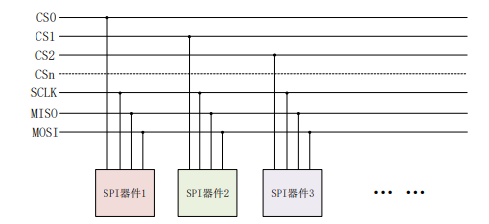 CS0
CS1
CS2
CSn
SCLK
MISO
MOSI
SPI器件1
SPI器件2
SPI器件3
... ...